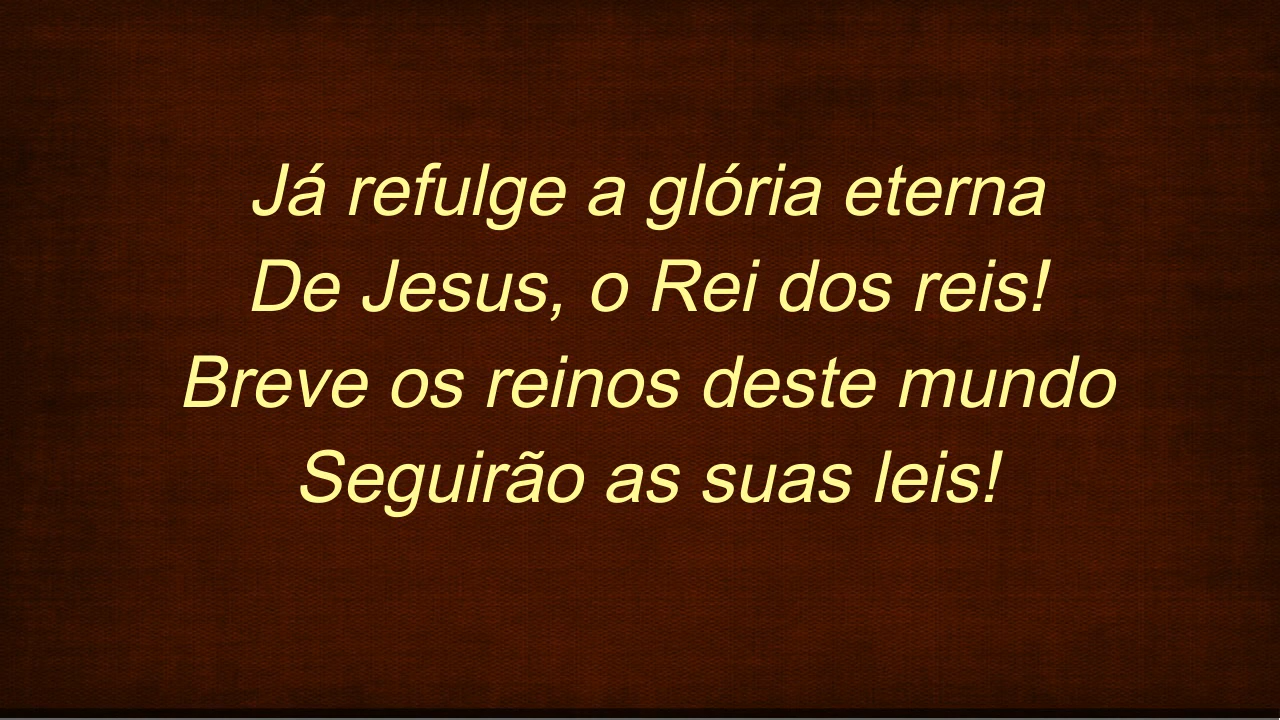 Já refulge a glória eterna
De Jesus, o Rei dos reis!
Breve os reinos deste mundo
Seguirão as suas leis!